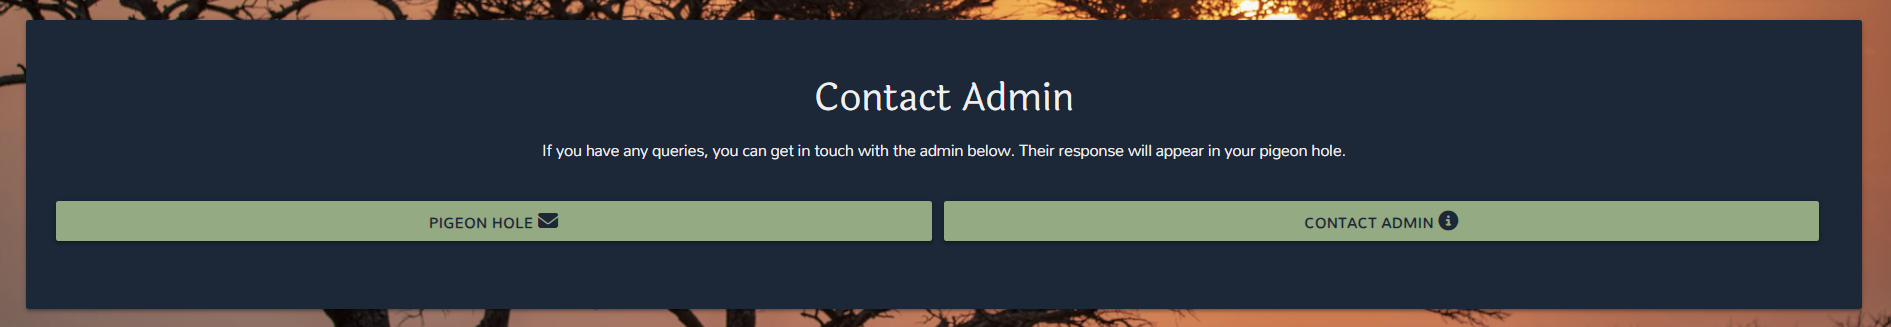 Contact Admin
If you have any queries, you can get in touch with the admin below. Their response will appear in your pigeon hole.
PIGEON HOLE
CONTACT ADMIN